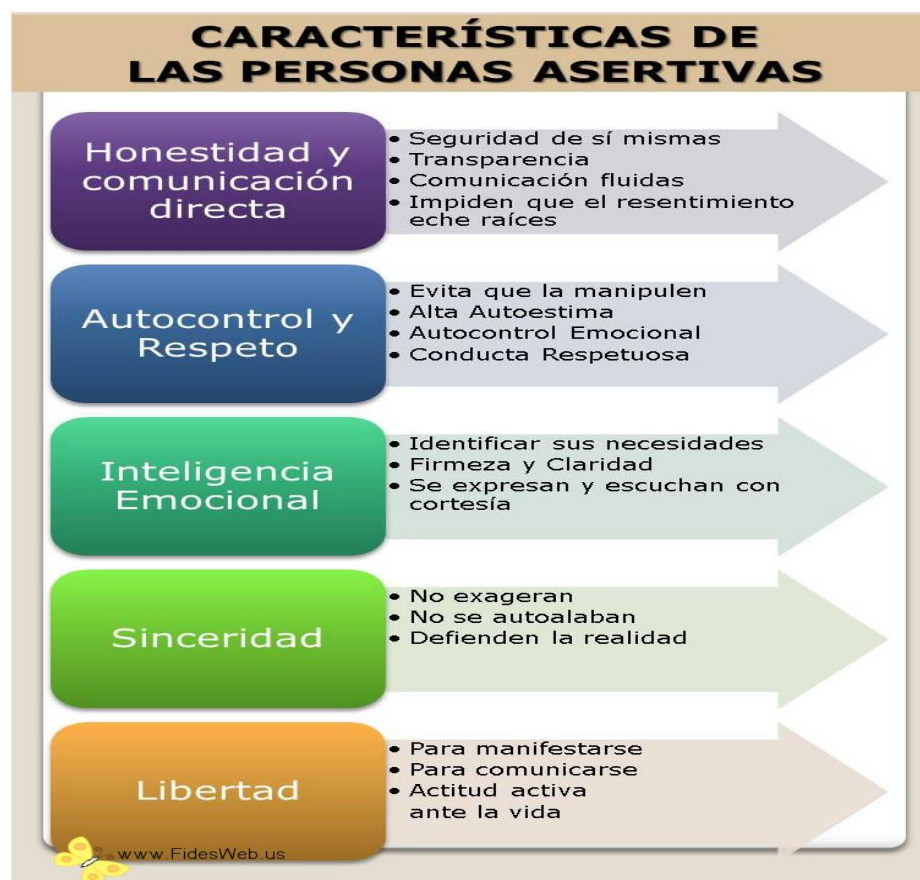 CARACTERÍSTICAS DE
LAS PERSONAS ASERTIVAS
Honestidad y
comunicación
directa
• Seguridad de sí mismas
• Transparencia
• Comunicación fluidas
• Impiden que el resentimiento
eche raíces
Autocontrol y
Respeto
• Evita que la manipulen
• Alta Autoestima
• Autocontrol Emocional
• Conducta Respetuosa
Inteligencia
Emocional
• Identificar sus necesidades
• Firmeza y Claridad
• Se expresan y escuchan con
cortesía
Sinceridad
• No exageran
• No se autoalaban
• Defienden la realidad
Libertad
• Para manifestarse
• Para comunicarse
• Actitud activa
ante la vida
www.FidesWeb.us